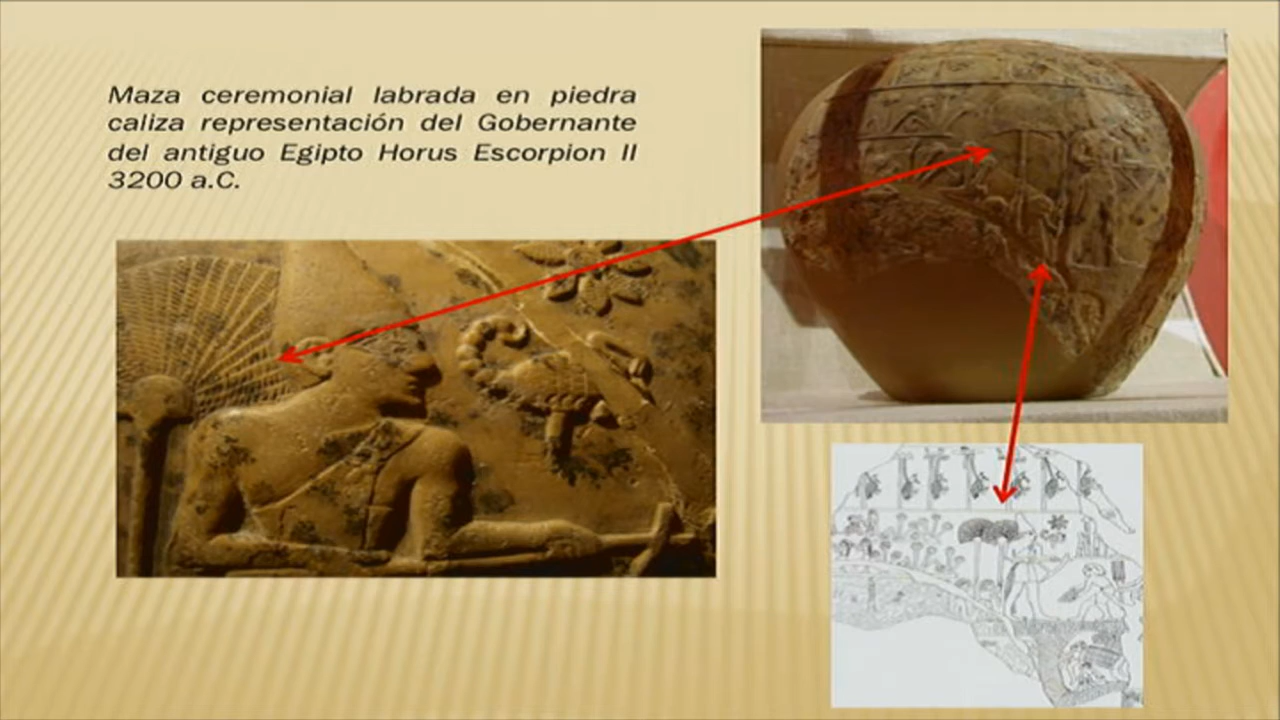 Maza ceremonial labrada en piedra
caliza representación del Gobernante
del antiguo Egipto Horus Escorpion II
3200 a.C.